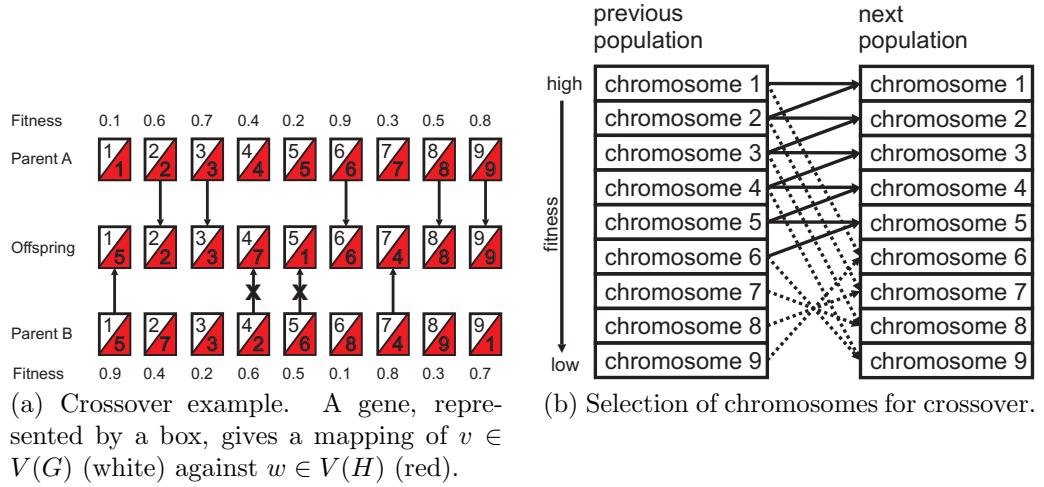 Fitness 0.1 0.6 0.7 0.4 0.2 0.9 0.3 0.5 0.8
Parent A 1 1 2 2 3 3 4 4 5 5 6 6 7 7 8 8 9 9
Offspring 1 5 2 2 3 3 4 7 5 1 6 6 7 4 8 8 9 9
X X
Parent B 1 5 2 7 3 3 4 2 5 6 6 8 7 4 8 9 9 1
Fitness 0.9 0.4 0.2 0.6 0.5 0.1 0.8 0.3 0.7
(a) Crossover example. A gene, repre-
sented by a box, gives a mapping of v ∈
V(G) (white) against w ∈ V(H) (red).
previous
population
next
population
high
fitness
low
chromosome 1
chromosome 2
chromosome 3
chromosome 4
chromosome 5
chromosome 6
chromosome 7
chromosome 8
chromosome 9
chromosome 1
chromosome 2
chromosome 3
chromosome 4
chromosome 5
chromosome 6
chromosome 7
chromosome 8
chromosome 9
(b) Selection of chromosomes for crossover.